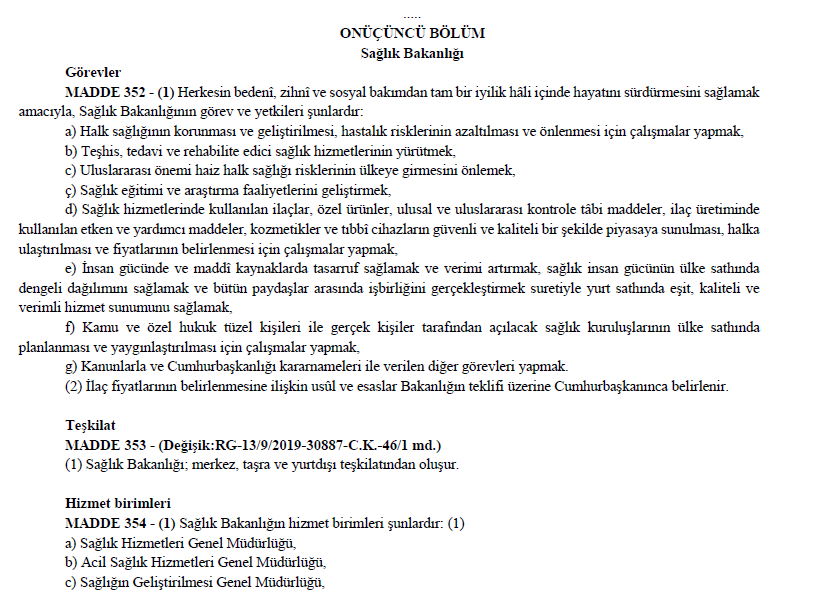 .....
ONÜÇÜNCÜ BÖLÜM
Sağlık Bakanlığı
Görevler
MADDE 352 - (1) Herkesin bedenî, zihnî ve sosyal bakımdan tam bir iyilik hâli içinde hayatını sürdürmesini sağlamak
amacıyla, Sağlık Bakanlığının görev ve yetkileri şunlardır:
a) Halk sağlığının korunması ve geliştirilmesi, hastalık risklerinin azaltılması ve önlenmesi için çalışmalar yapmak,
b) Teşhis, tedavi ve rehabilite edici sağlık hizmetlerinin yürütmek,
c) Uluslararası önemi haiz halk sağlığı risklerinin ülkeye girmesini önlemek,
ç) Sağlık eğitimi ve araştırma faaliyetlerini geliştirmek,
d) Sağlık hizmetlerinde kullanılan ilaçlar, özel ürünler, ulusal ve uluslararası kontrole tâbi maddeler, ilaç üretiminde
kullanılan etken ve yardımcı maddeler, kozmetikler ve tıbbî cihazların güvenli ve kaliteli bir şekilde piyasaya sunulması, halka
ulaştırılması ve fiyatlarının belirlenmesi için çalışmalar yapmak,
e) İnsan gücünde ve maddî kaynaklarda tasarruf sağlamak ve verimi artırmak, sağlık insan gücünün ülke sathında
dengeli dağılımını sağlamak ve bütün paydaşlar arasında işbirliğini gerçekleştirmek suretiyle yurt sathında eşit, kaliteli ve
verimli hizmet sunumunu sağlamak,
f) Kamu ve özel hukuk tüzel kişileri ile gerçek kişiler tarafından açılacak sağlık kuruluşlarının ülke sathında
planlanması ve yaygınlaştırılması için çalışmalar yapmak,
g) Kanunlarla ve Cumhurbaşkanlığı kararnameleri ile verilen diğer görevleri yapmak.
(2) İlaç fiyatlarının belirlenmesine ilişkin usûl ve esaslar Bakanlığın teklifi üzerine Cumhurbaşkanınca belirlenir.
Teşkilat
MADDE 353 - (Değişik:RG-13/9/2019-30887-C.K.-46/1 md.)
(1) Sağlık Bakanlığı; merkez, taşra ve yurtdışı teşkilatından oluşur.
Hizmet birimleri
MADDE 354 - (1) Sağlık Bakanlığın hizmet birimleri şunlardır: (1)
a) Sağlık Hizmetleri Genel Müdürlüğü,
b) Acil Sağlık Hizmetleri Genel Müdürlüğü,
c) Sağlığın Geliştirilmesi Genel Müdürlüğü,